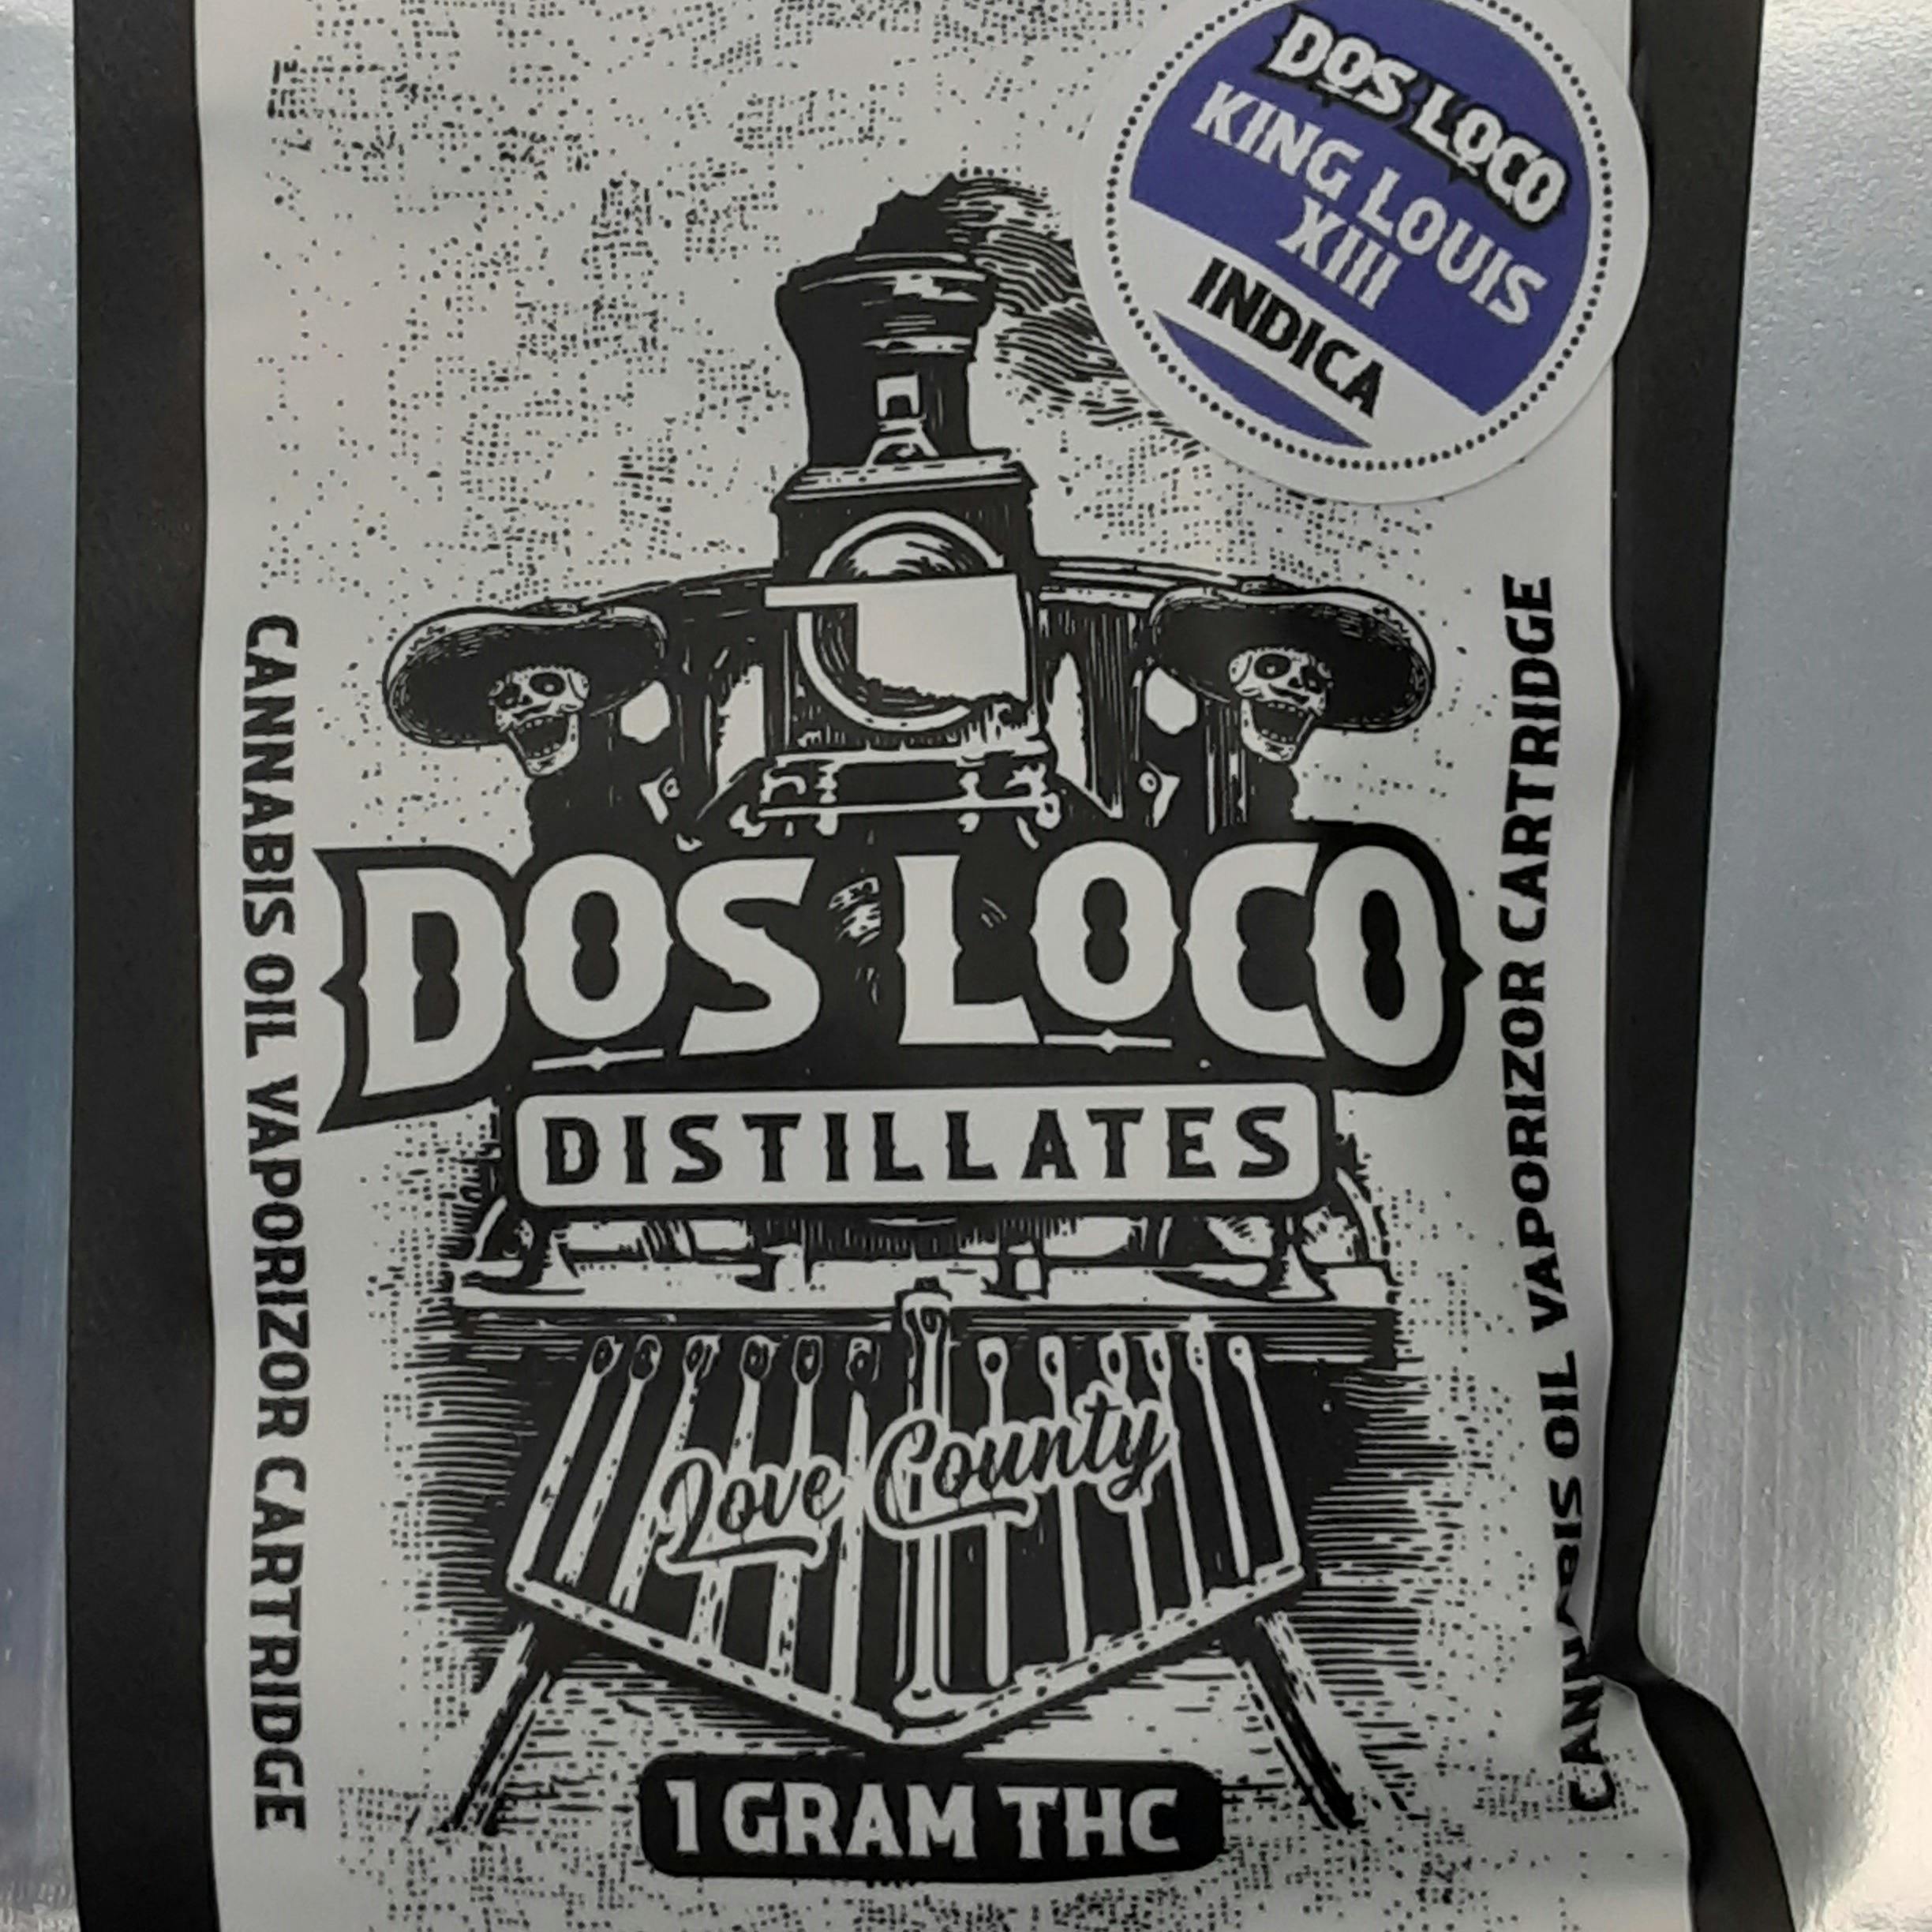 DOS LOCO
KING LOUIS
XIII
INDICA
CANNABIS OIL VAPORIZOR CARTRIDGE
DOS LOCO
DISTILLATES
Love County
1 GRAM THC
CANNABIS OIL VAPORIZOR CARTRIDGE